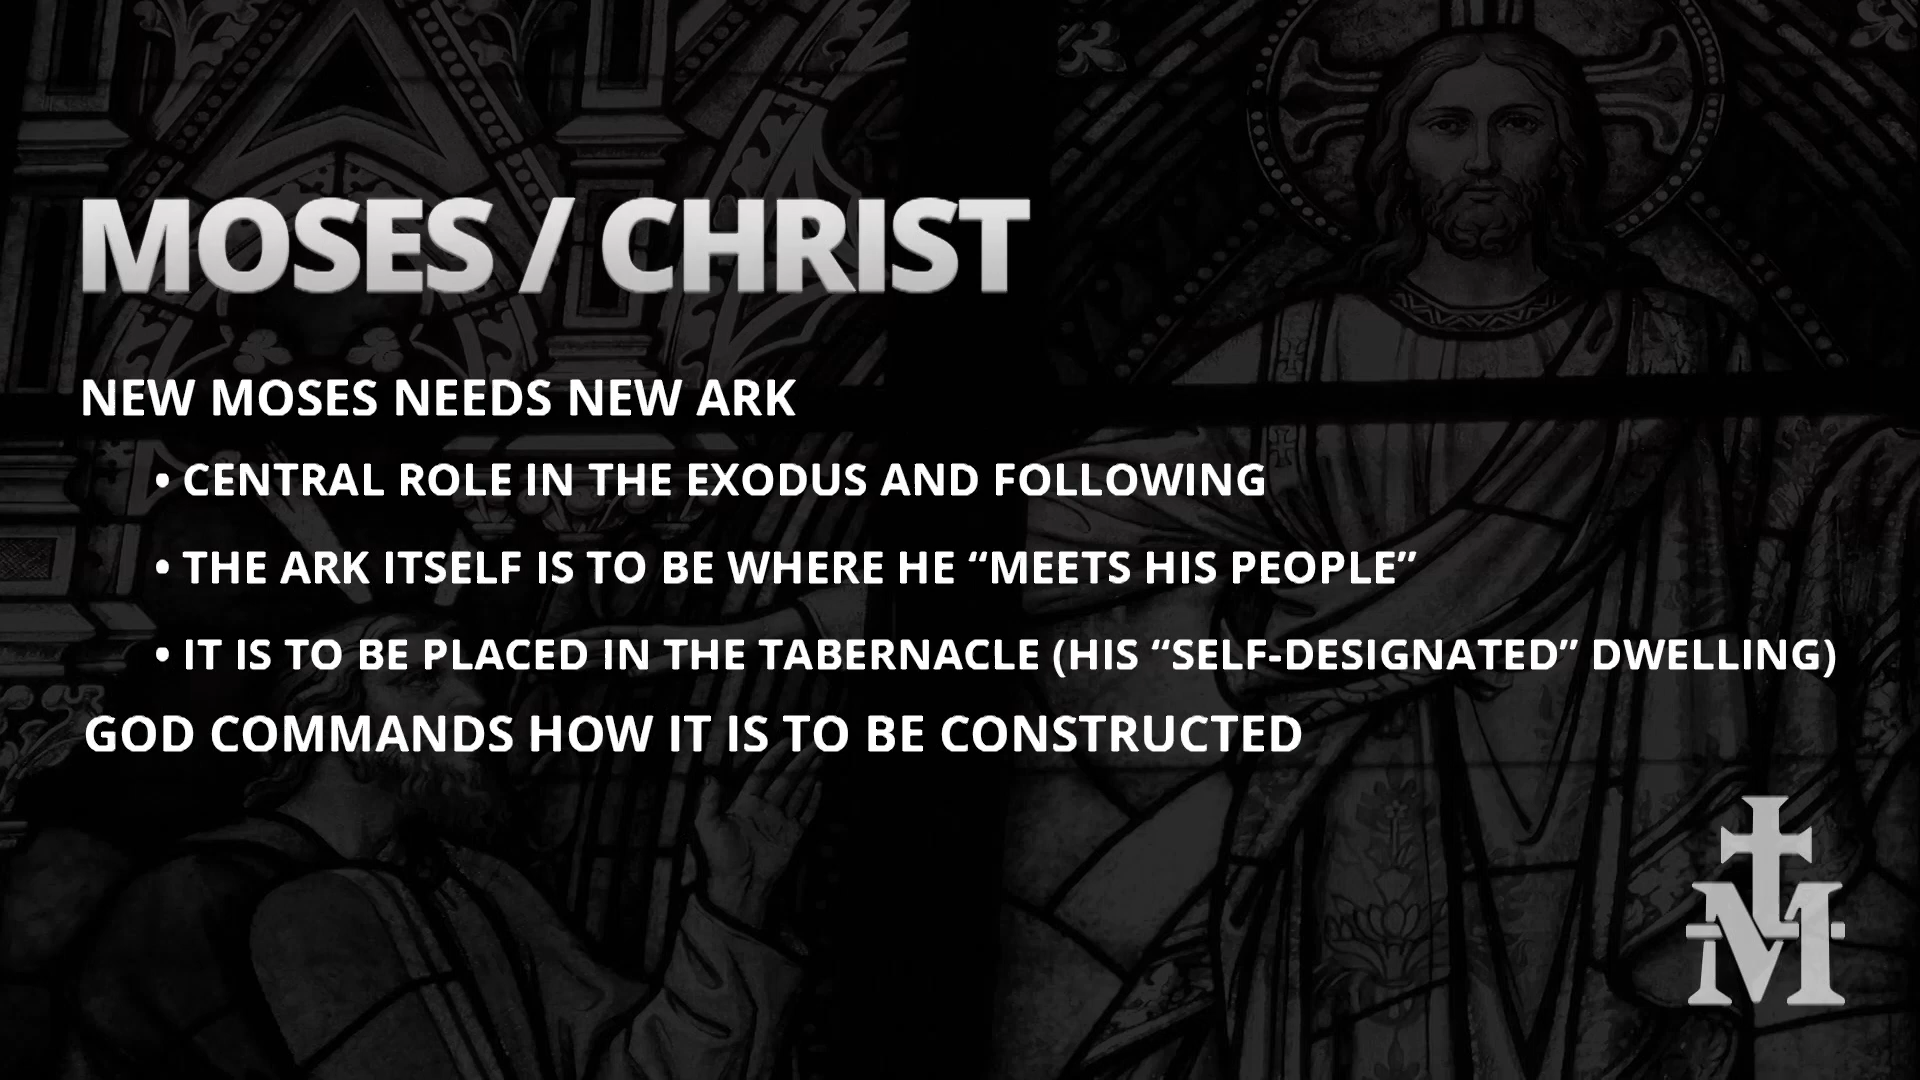 MOSES / CHRIST
NEW MOSES NEEDS NEW ARK
• CENTRAL ROLE IN THE EXODUS AND FOLLOWING
• THE ARK ITSELF IS TO BE WHERE HE “MEETS HIS PEOPLE”
• IT IS TO BE PLACED IN THE TABERNACLE (HIS “SELF-DESIGNATED” DWELLING)
GOD COMMANDS HOW IT IS TO BE CONSTRUCTED
M